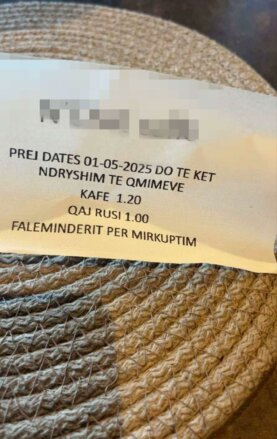 PREJ DATES 01-05-2025 DO TE KET
NDRYSHIM TE QMIMEVE
KAFE 1.20
QAJ RUSI 1.00
FALEMINDERIT PER MIRKUPTIM